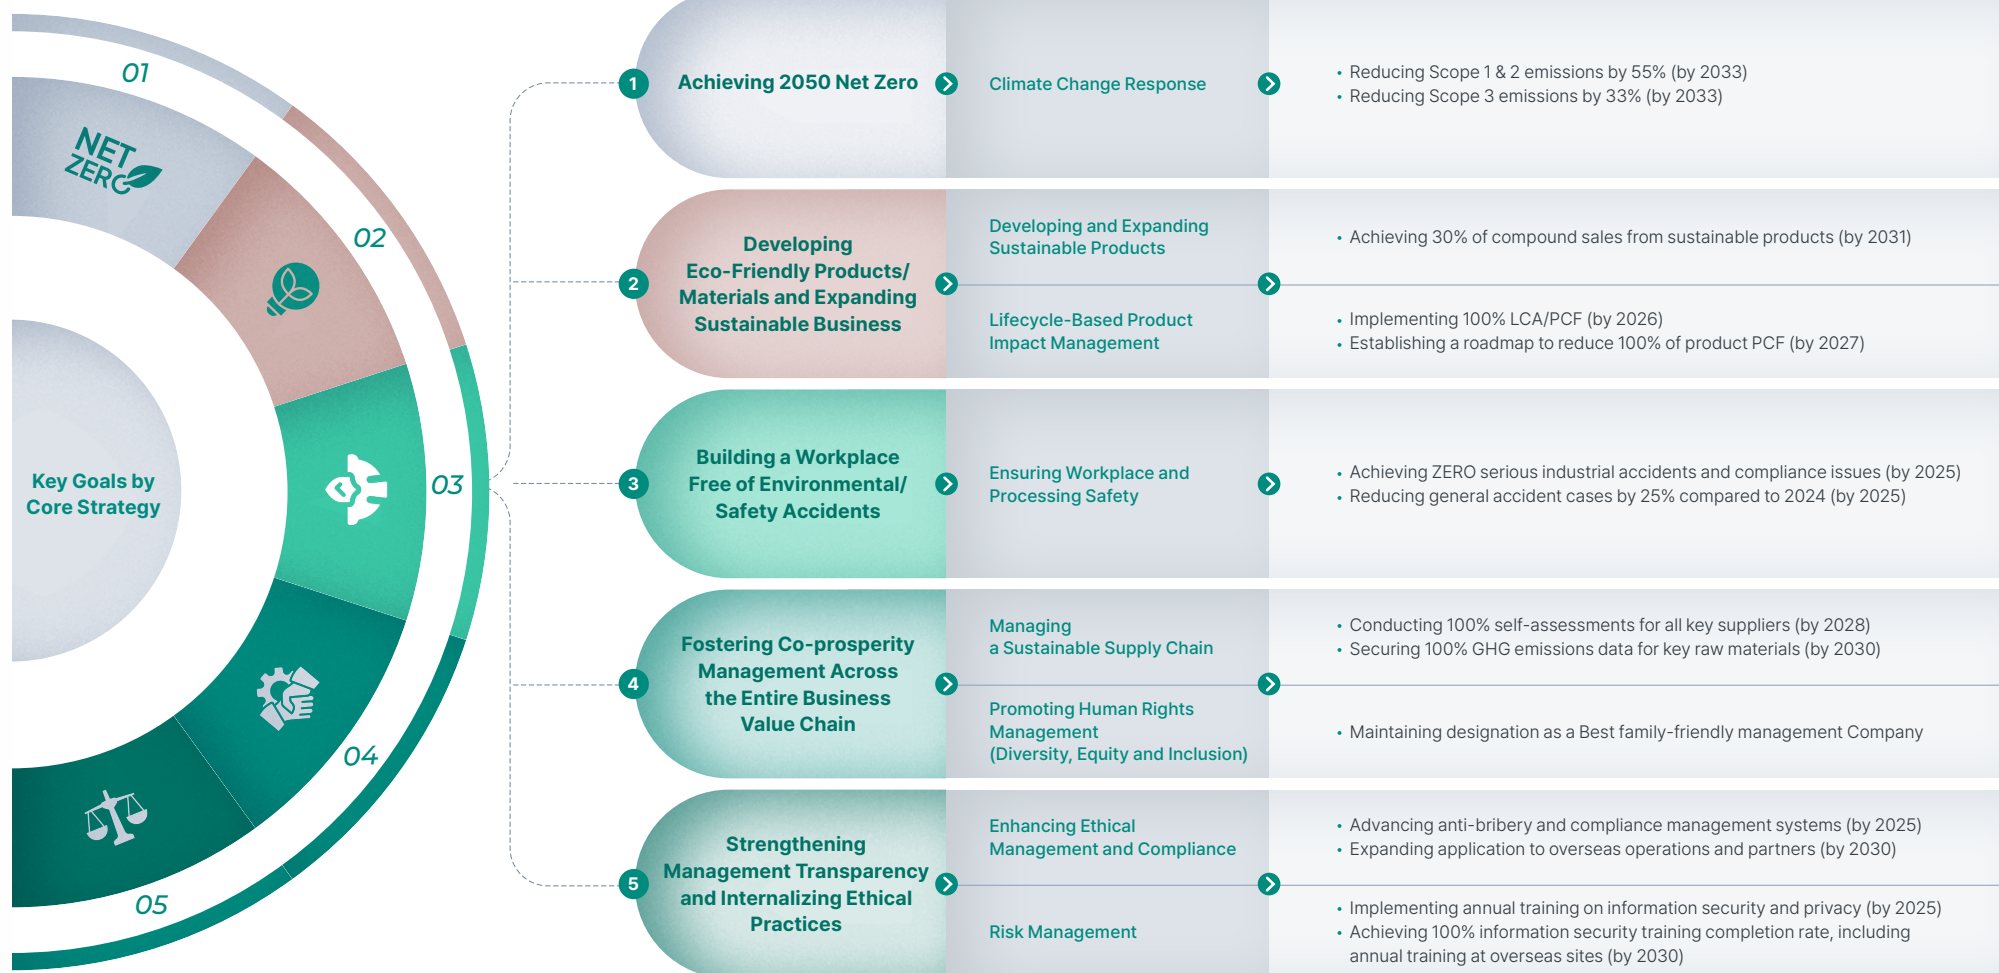 01
NET
ZERO
02
03
04
05
Key Goals by
Core Strategy
1
Achieving 2050 Net Zero
Climate Change Response
• Reducing Scope 1 & 2 emissions by 55% (by 2033)
• Reducing Scope 3 emissions by 33% (by 2033)
2
Developing
Eco-Friendly Products/
Materials and Expanding
Sustainable Business
Developing and Expanding
Sustainable Products
• Achieving 30% of compound sales from sustainable products (by 2031)
Lifecycle-Based Product
Impact Management
• Implementing 100% LCA/PCF (by 2026)
• Establishing a roadmap to reduce 100% of product PCF (by 2027)
3
Building a Workplace
Free of Environmental/
Safety Accidents
Ensuring Workplace and
Processing Safety
• Achieving ZERO serious industrial accidents and compliance issues (by 2025)
• Reducing general accident cases by 25% compared to 2024 (by 2025)
4
Fostering Co-prosperity
Management Across
the Entire Business
Value Chain
Managing
a Sustainable Supply Chain
• Conducting 100% self-assessments for all key suppliers (by 2028)
• Securing 100% GHG emissions data for key raw materials (by 2030)
Promoting Human Rights
Management
(Diversity, Equity and Inclusion)
• Maintaining designation as a Best family-friendly management Company
5
Strengthening
Management Transparency
and Internalizing Ethical
Practices
Enhancing Ethical
Management and Compliance
• Advancing anti-bribery and compliance management systems (by 2025)
• Expanding application to overseas operations and partners (by 2030)
Risk Management
• Implementing annual training on information security and privacy (by 2025)
• Achieving 100% information security training completion rate, including
annual training at overseas sites (by 2030)